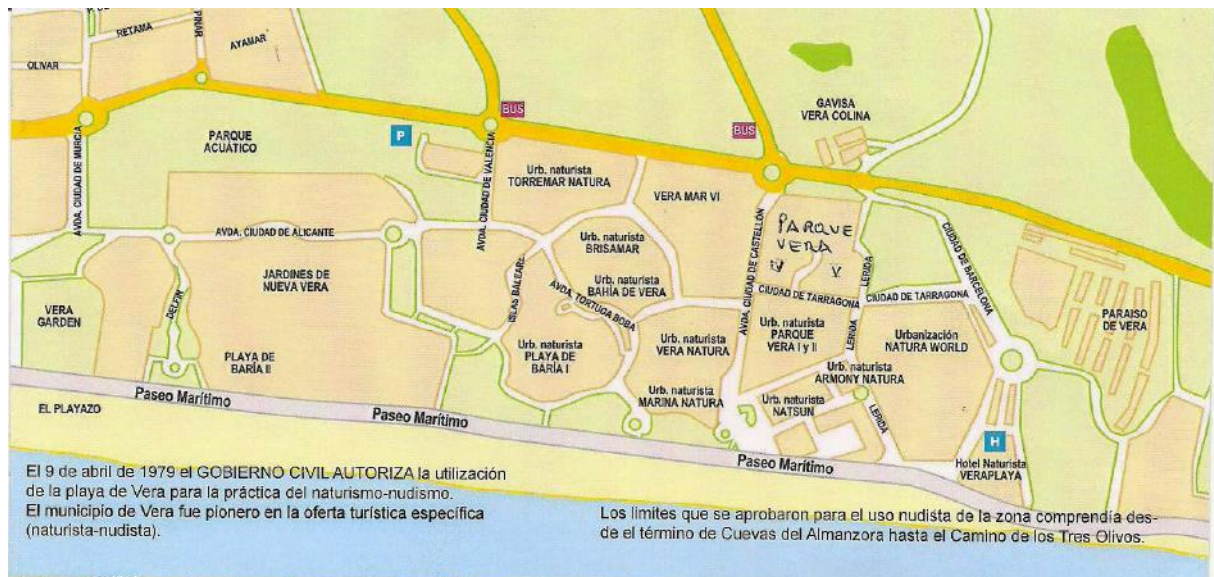 RETAMA
PINAR
AYAMAR
OLIVAR
BUS
P
BUS
GAVISA
VERA COLINA
PARQUE
ACUÁTICO
AVDA. CIUDAD DE MURCIA
AVDA. CIUDAD DE VALENCIA
Urb. naturista
TORREMAR NATURA
VERA MAR VI
AVDA. CIUDAD DE CASTELLÓN
PARQUE
VERA
V
V
LERIDA
CIUDAD DE BARCELONA
AVDA. CIUDAD DE ALICANTE
Urb. naturista
BRISAMAR
JARDINES DE
NUEVA VERA
ISLAS BALEARES
Urb. naturista
BAHÍA DE VERA
AVDA. TORTUGA BOBA
CIUDAD DE TARRAGONA
CIUDAD DE TARRAGONA
VERA
GARDEN
DELFIN
PARAISO
DE VERA
Urb. naturista
PLAYA DE
BARÍA I
Urb. naturista
VERA NATURA
Urb. naturista
PARQUE
VERA I y II
LERIDA
Urbanización
NATURA WORLD
PLAYA DE
BARÍA II
Urb. naturista
ARMONY NATURA
Urb. naturista
MARINA NATURA
Urb. naturista
NATSUN
LERIDA
EL PLAYAZO
Paseo Marítimo
Paseo Marítimo
Paseo Marítimo
H
Hotel Naturista
VERAPLAYA
El 9 de abril de 1979 el GOBIERNO CIVIL AUTORIZA la utilización
de la playa de Vera para la práctica del naturismo-nudismo.
El municipio de Vera fue pionero en la oferta turística específica
(naturista-nudista).
Los limites que se aprobaron para el uso nudista de la zona comprendía des-
de el término de Cuevas del Almanzora hasta el Camino de los Tres Olivos.